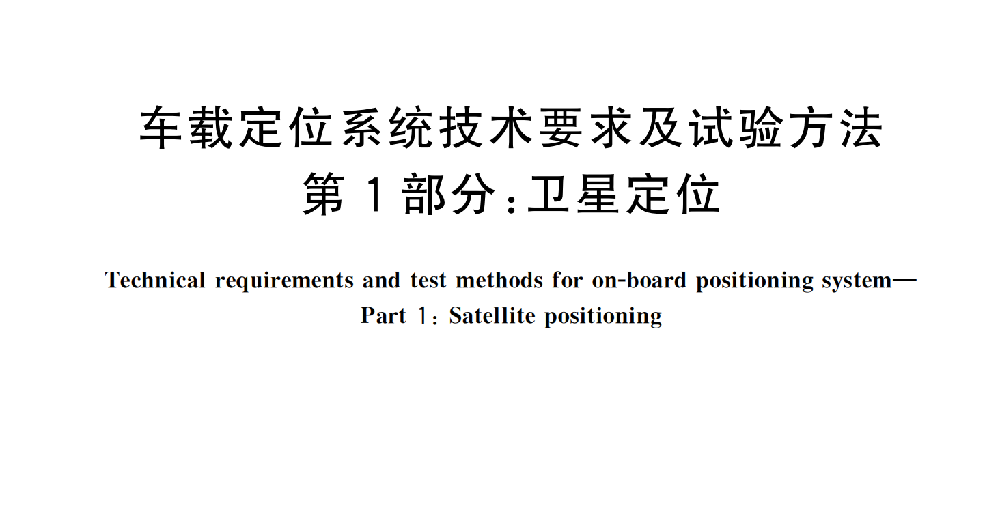 车载定位系统技术要求及试验方法
第 1 部分：卫星定位
Technical requirements and test methods for on-board positioning system—
Part 1: Satellite positioning